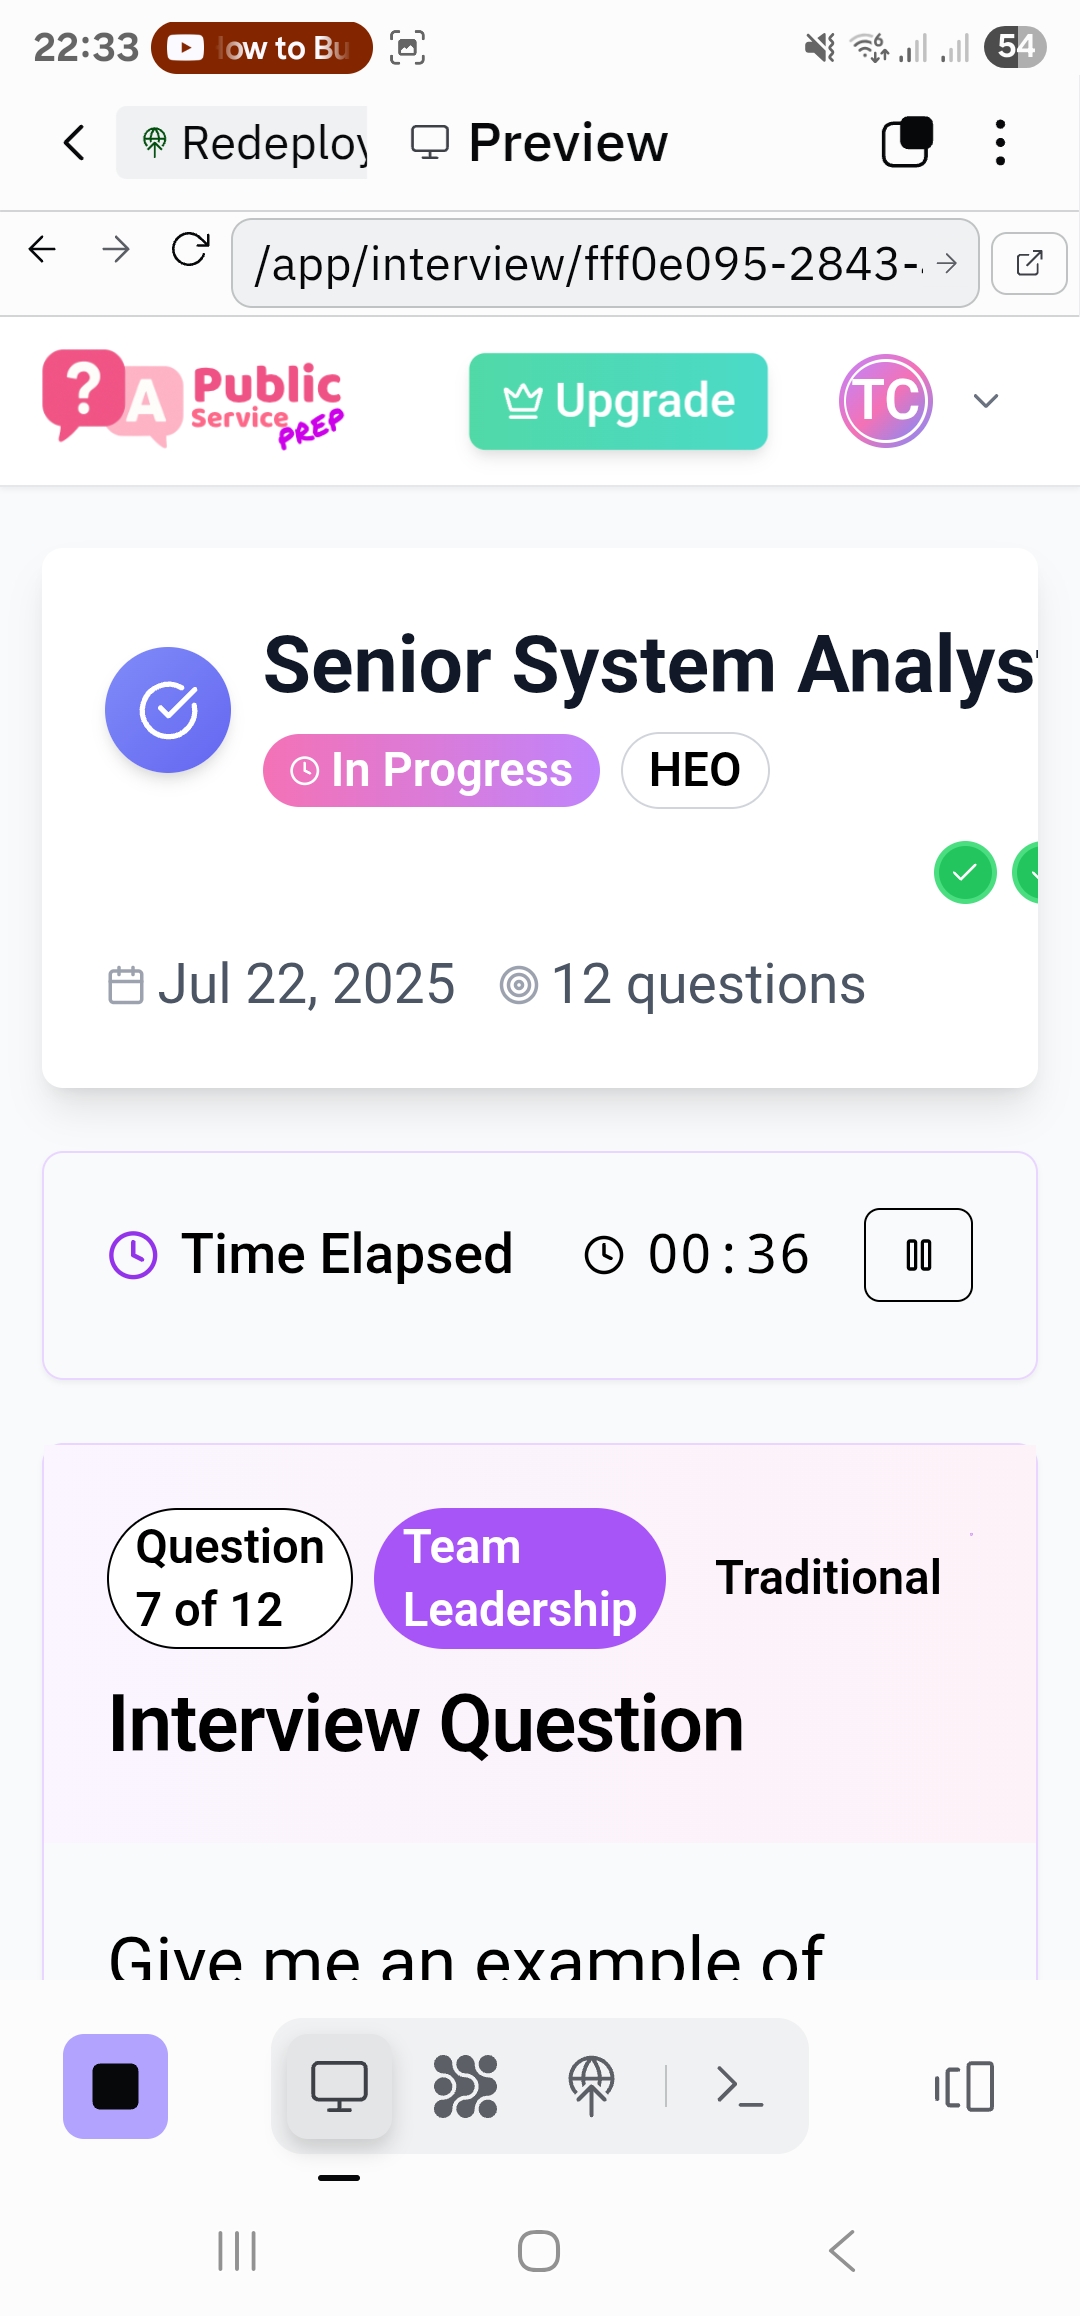 22:33
ow to Bu
54
Redeploy
Preview
/app/interview/fff0e095-2843-
? A Public
Service
PREP
Upgrade
TC
Senior System Analyst
In Progress
HEO
Jul 22, 2025
12 questions
Time Elapsed
00:36
Question
7 of 12
Team
Leadership
Traditional
Interview Question
Give me an example of